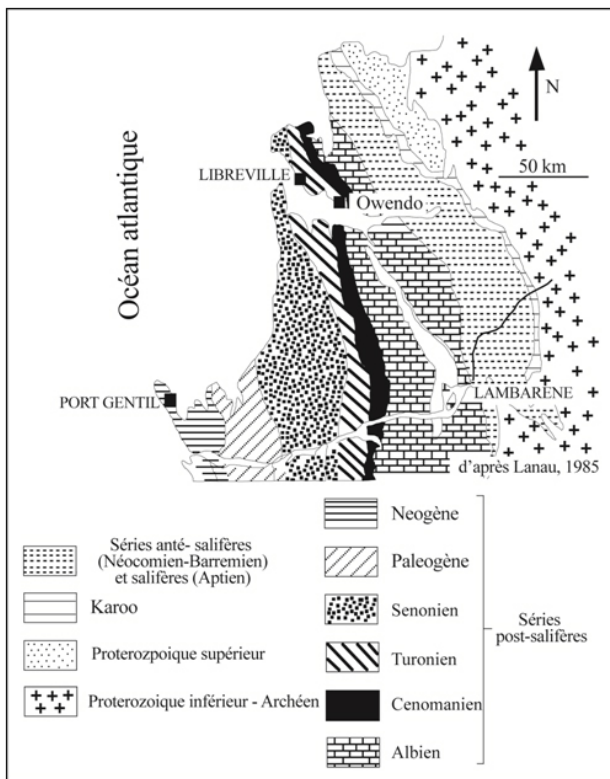 Océan atlantique
N
50 km
LIBREVILLE
Owendo
PORT GENTIL
LAMBARENE
d'après Lanau, 1985
Séries anté- salifères
(Néocomien-Barremien)
et salifères (Aptien)
Karoo
Proterozpoique supérieur
Proterozoique inférieur - Archéen
Neogène
Paleogène
Senonien
Turonien
Cenomanien
Albien
Séries
post-salifères